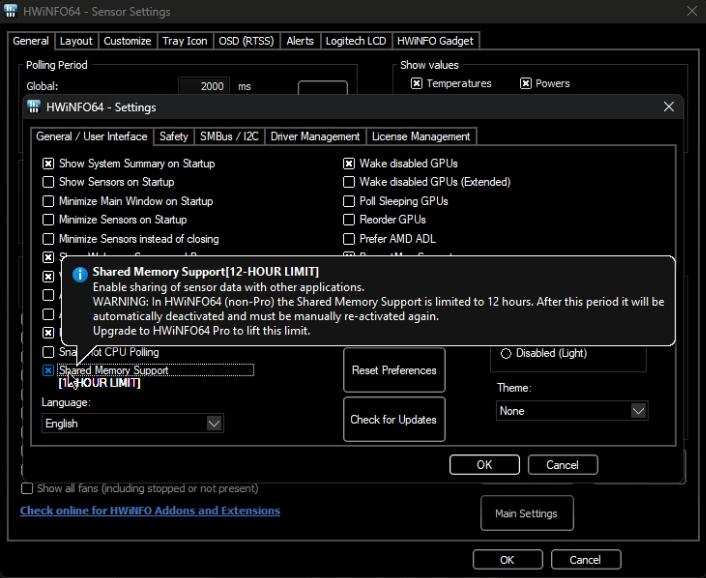 HWiNFO64 - Sensor Settings
General
Layout
Customize
Tray Icon
OSD (RTSS)
Alerts
Logitech LCD
HWiNFO Gadget
Polling Period
Global:
2000
ms
Show values
Temperatures
Powers
HWiNFO64 - Settings
General / User Interface
Safety
SMBus / I2C
Driver Management
License Management
Show System Summary on Startup
Show Sensors on Startup
Minimize Main Window on Startup
Minimize Sensors on Startup
Minimize Sensors instead of closing
Wake disabled GPUs
Wake disabled GPUs (Extended)
Poll Sleeping GPUs
Reorder GPUs
Prefer AMD ADL
Shared Memory Support[12-HOUR LIMIT]
Enable sharing of sensor data with other applications.
WARNING: In HWiNFO64 (non-Pro) the Shared Memory Support is limited to 12 hours. After this period it will be
automatically deactivated and must be manually re-activated again.
Upgrade to HWiNFO64 Pro to lift this limit.
CPU Polling
Shared Memory Support
[12-HOUR LIMIT]
Language:
English
Reset Preferences
Check for Updates
Disabled (Light)
Theme:
None
OK
Cancel
Show all fans (including stopped or not present)
Check online for HWiNFO Addons and Extensions
Main Settings
OK
Cancel